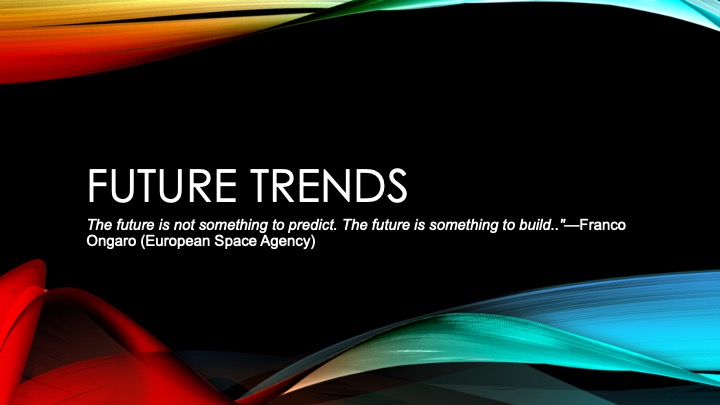 FUTURE TRENDS
The future is not something to predict. The future is something to build.."—Franco
Ongaro (European Space Agency)